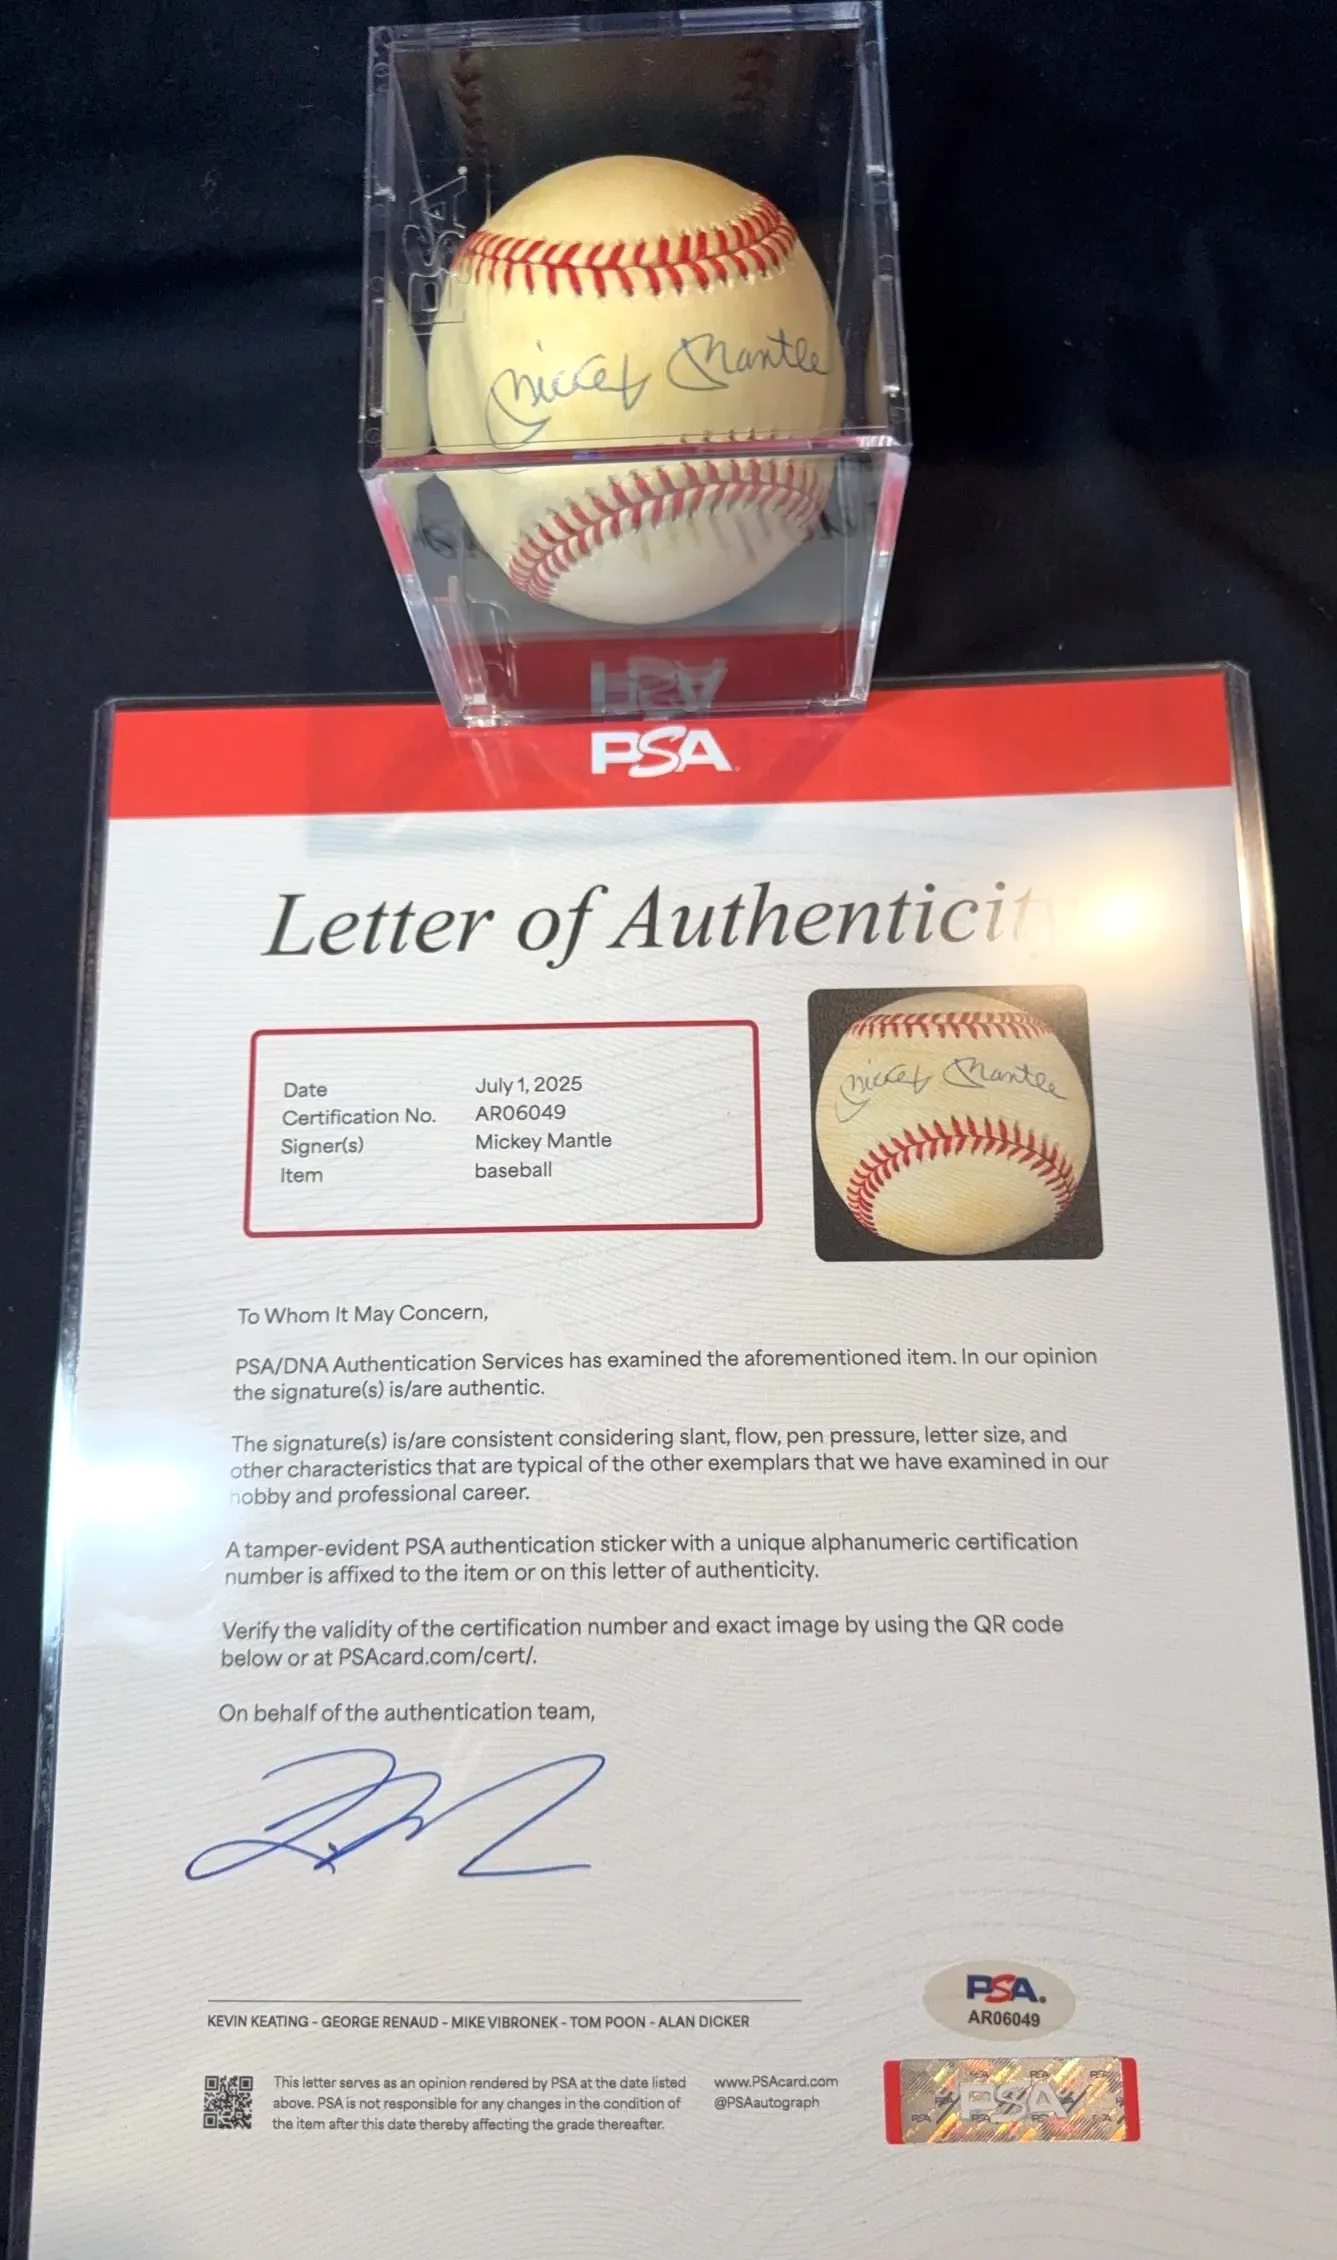 PSA.
Mickey Mantle
PSA.
Letter of Authenticity
Mickey Mantle
Date July 1, 2025
Certification No. AR06049
Signer(s) Mickey Mantle
Item baseball
To Whom It May Concern,
PSA/DNA Authentication Services has examined the aforementioned item. In our opinion
the signature(s) is/are authentic.
The signature(s) is/are consistent considering slant, flow, pen pressure, letter size, and
other characteristics that are typical of the other exemplars that we have examined in our
hobby and professional career.
A tamper-evident PSA authentication sticker with a unique alphanumeric certification
number is affixed to the item or on this letter of authenticity.
Verify the validity of the certification number and exact image by using the QR code
below or at PSAcard.com/cert/.
On behalf of the authentication team,
KEVIN KEATING - GEORGE RENAUD - MIKE VIBRONEK - TOM POON - ALAN DICKER
This letter serves as an opinion rendered by PSA at the date listed
above. PSA is not responsible for any changes in the condition of
the item after this date thereby affecting the grade thereafter.
www.PSAcard.com
@PSAautograph
PSA.
AR06049
PSA